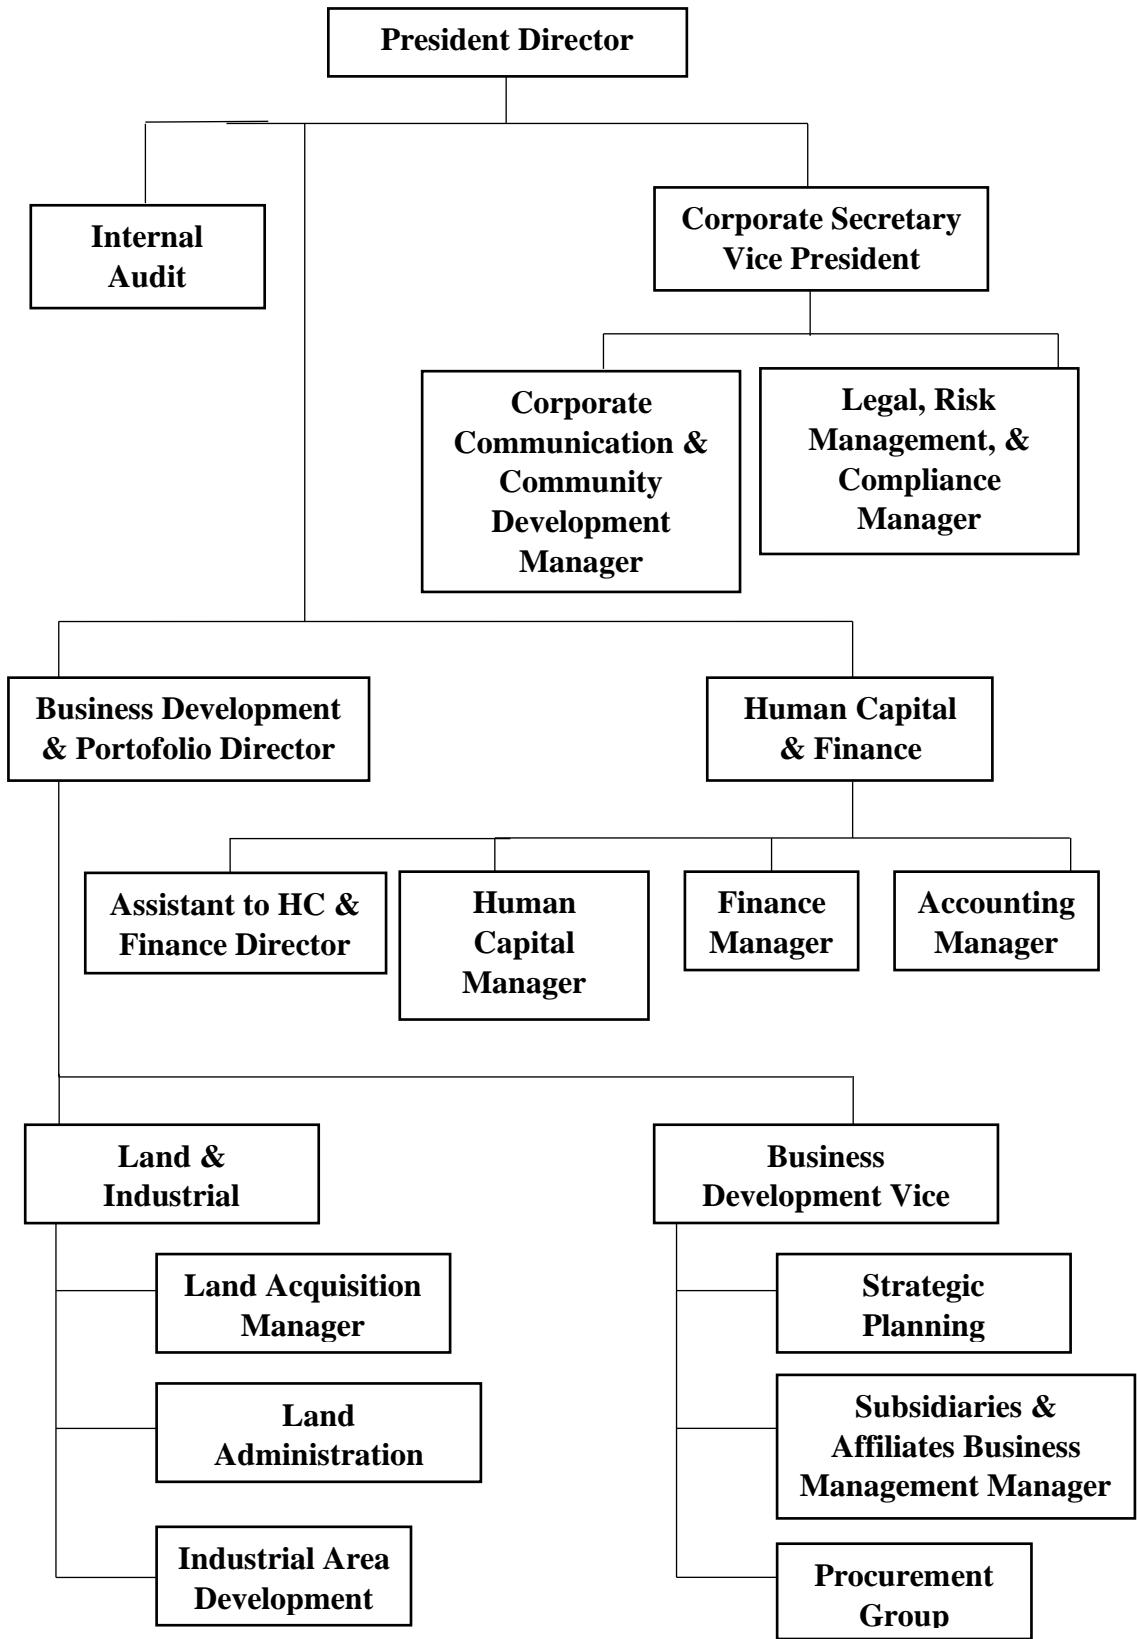 President Director
Internal
Audit
Corporate Secretary
Vice President
Corporate
Communication &
Community
Development
Manager
Legal, Risk
Management, &
Compliance
Manager
Business Development
& Portofolio Director
Human Capital
& Finance
Assistant to HC &
Finance Director
Human
Capital
Manager
Finance
Manager
Accounting
Manager
Land &
Industrial
Business
Development Vice
Land Acquisition
Manager
Land
Administration
Industrial Area
Development
Strategic
Planning
Subsidiaries &
Affiliates Business
Management Manager
Procurement
Group